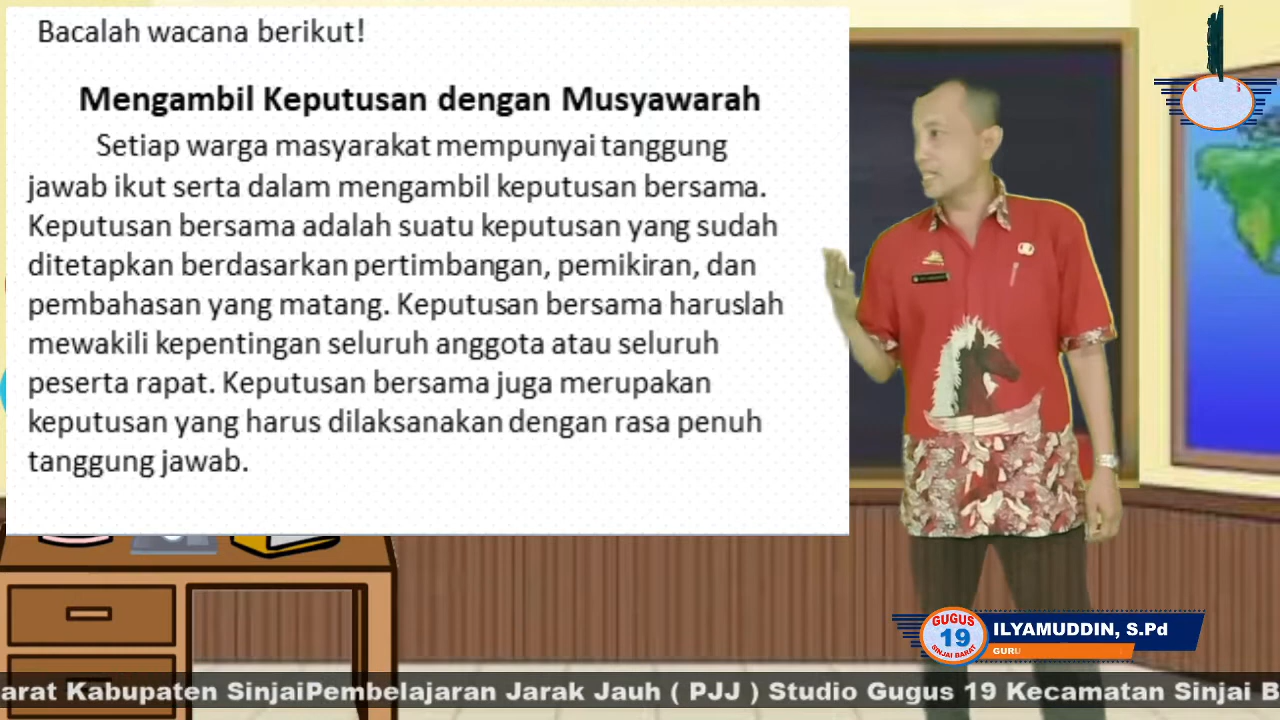 Bacalah wacana berikut!
Mengambil Keputusan dengan Musyawarah
Setiap warga masyarakat mempunyai tanggung
jawab ikut serta dalam mengambil keputusan bersama.
Keputusan bersama adalah suatu keputusan yang sudah
ditetapkan berdasarkan pertimbangan, pemikiran, dan
pembahasan yang matang. Keputusan bersama haruslah
mewakili kepentingan seluruh anggota atau seluruh
peserta rapat. Keputusan bersama juga merupakan
keputusan yang harus dilaksanakan dengan rasa penuh
tanggung jawab.
GUGUS
19
SINJAI BARAT
ILYAMUDDIN, S.Pd
GURU
arat Kabupaten SinjaiPembelajaran Jarak Jauh ( PJJ ) Studio Gugus 19 Kecamatan Sinjai B